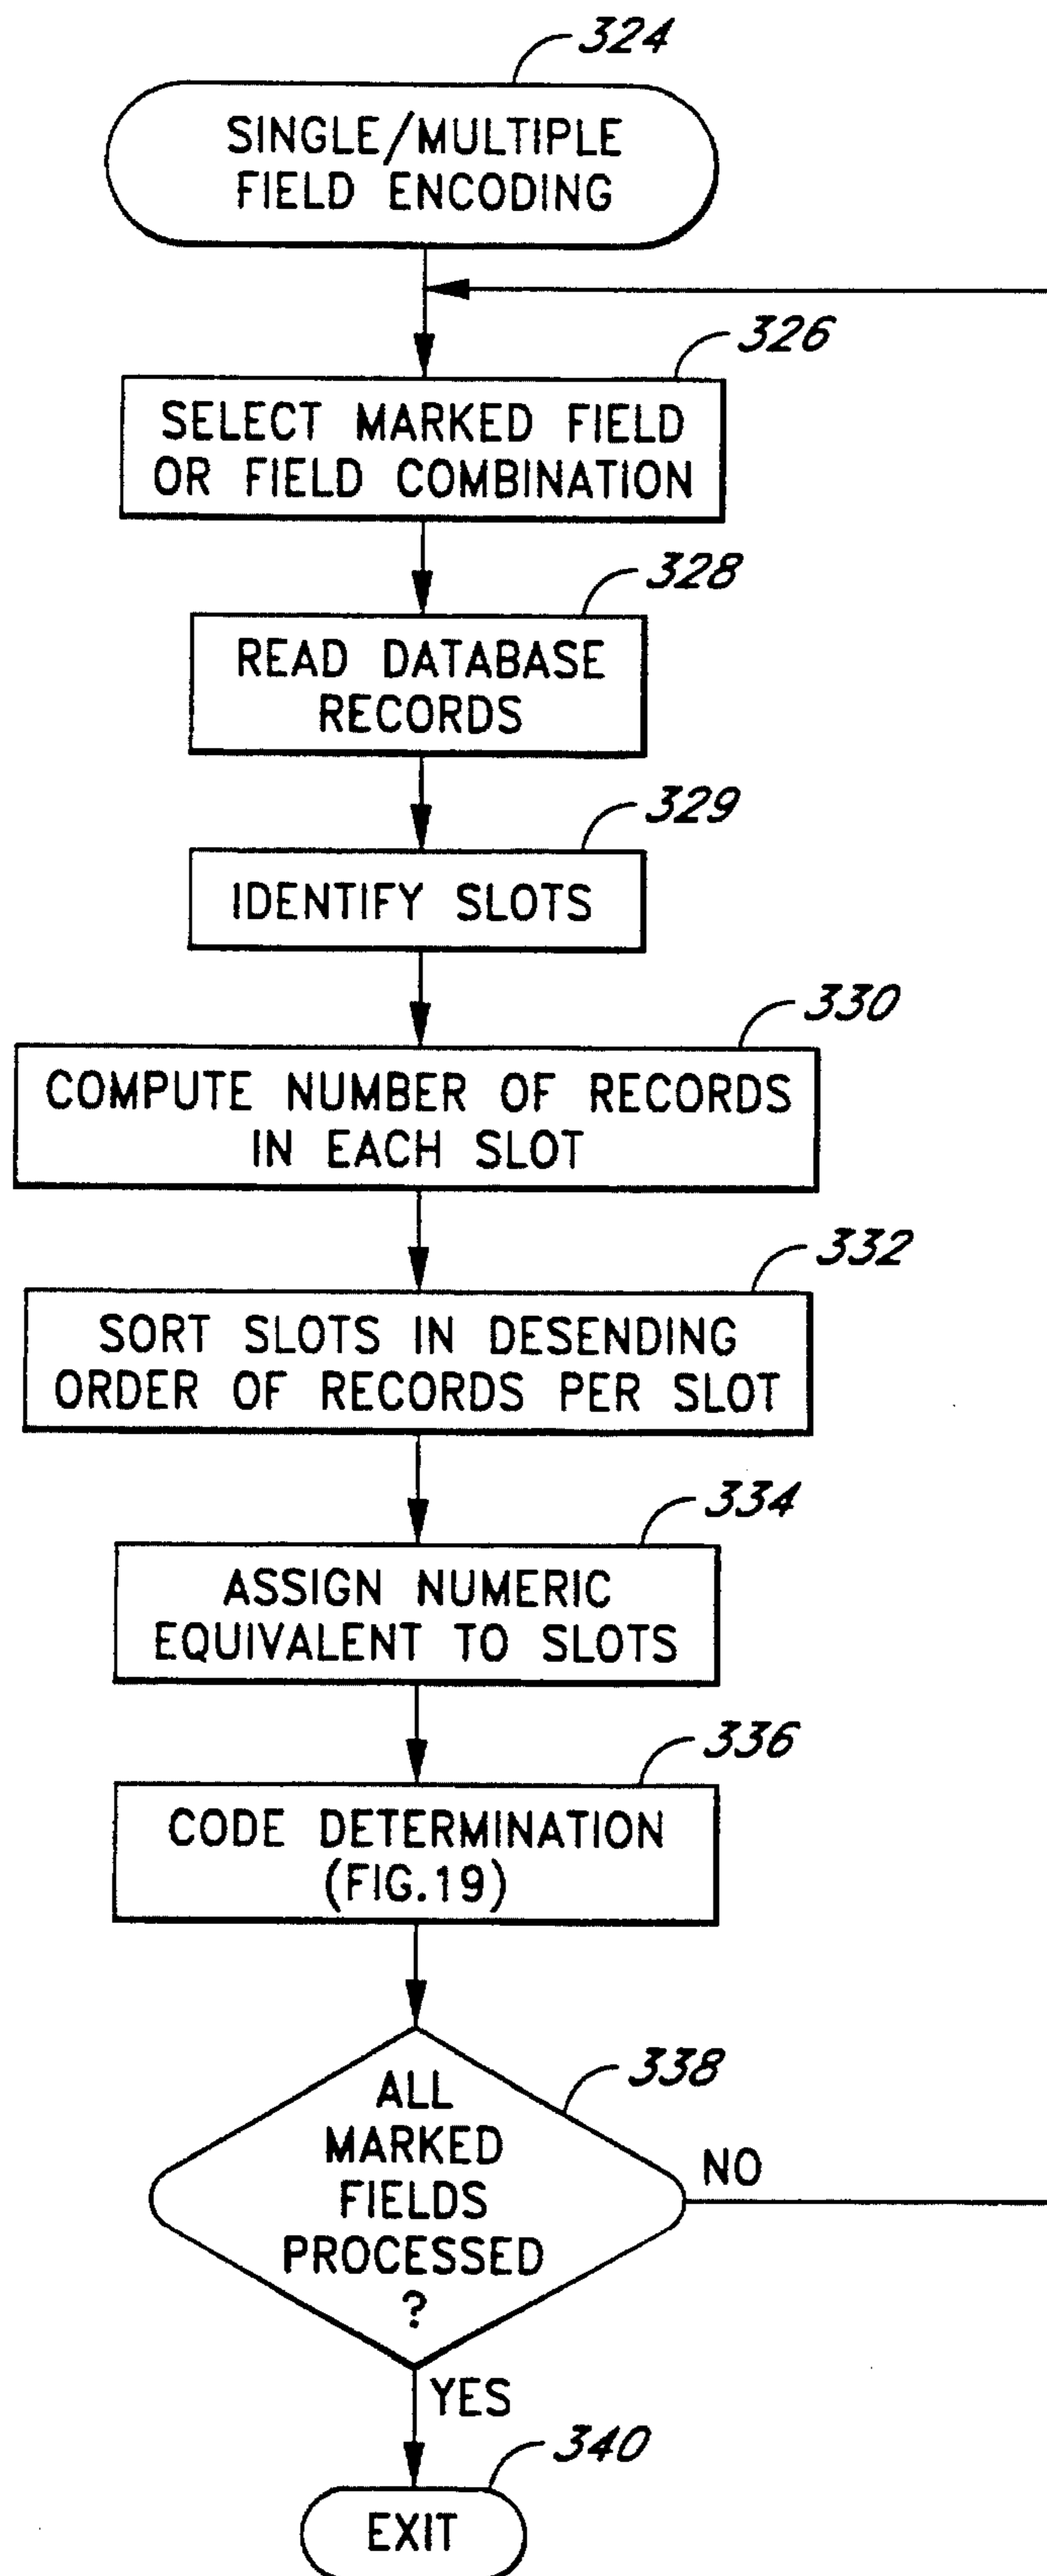 324
SINGLE/MULTIPLE
FIELD ENCODING
326
SELECT MARKED FIELD
OR FIELD COMBINATION
328
READ DATABASE
RECORDS
329
IDENTIFY SLOTS
330
COMPUTE NUMBER OF RECORDS
IN EACH SLOT
332
SORT SLOTS IN DESENDING
ORDER OF RECORDS PER SLOT
334
ASSIGN NUMERIC
EQUIVALENT TO SLOTS
336
CODE DETERMINATION
(FIG.19)
338
ALL
MARKED
FIELDS
PROCESSED
?
NO
YES
340
EXIT